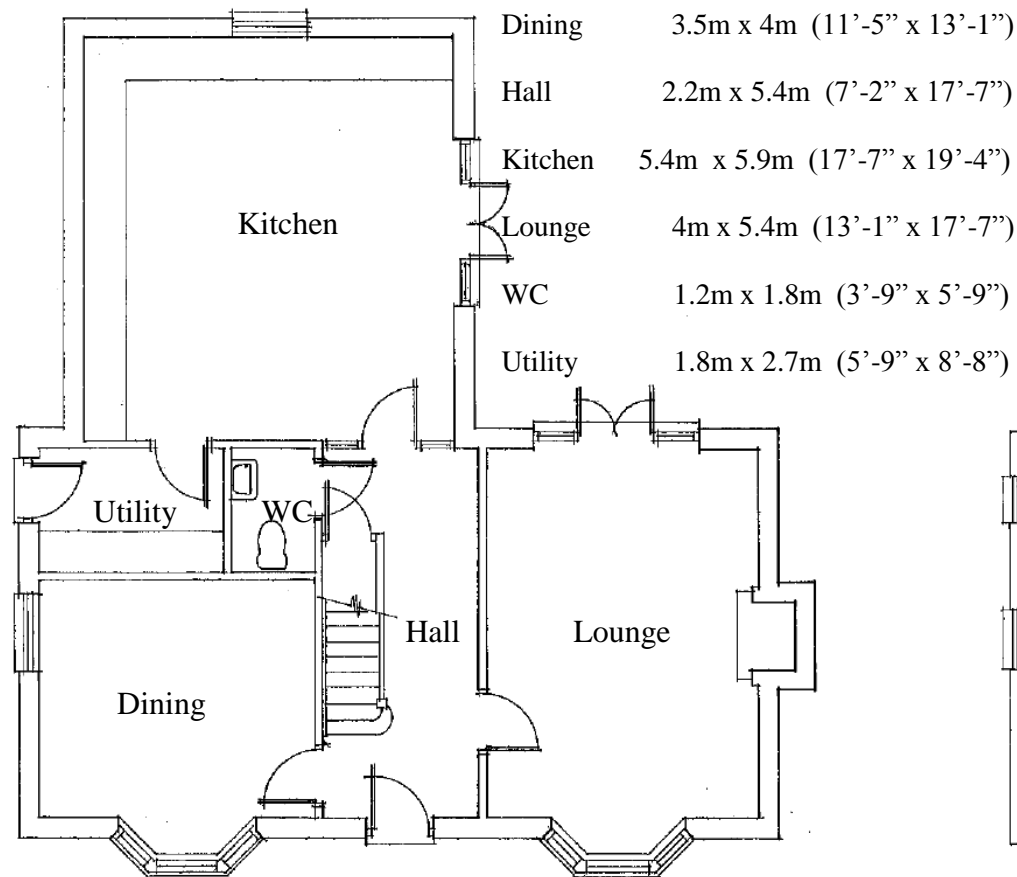 Dining 3.5m x 4m (11’-5” x 13’-1”)
Hall 2.2m x 5.4m (7’-2” x 17’-7”)
Kitchen 5.4m x 5.9m (17’-7” x 19’-4”)
Lounge 4m x 5.4m (13’-1” x 17’-7”)
WC 1.2m x 1.8m (3’-9” x 5’-9”)
Utility 1.8m x 2.7m (5’-9” x 8’-8”)
Kitchen
Utility
WC
Hall
Lounge
Dining